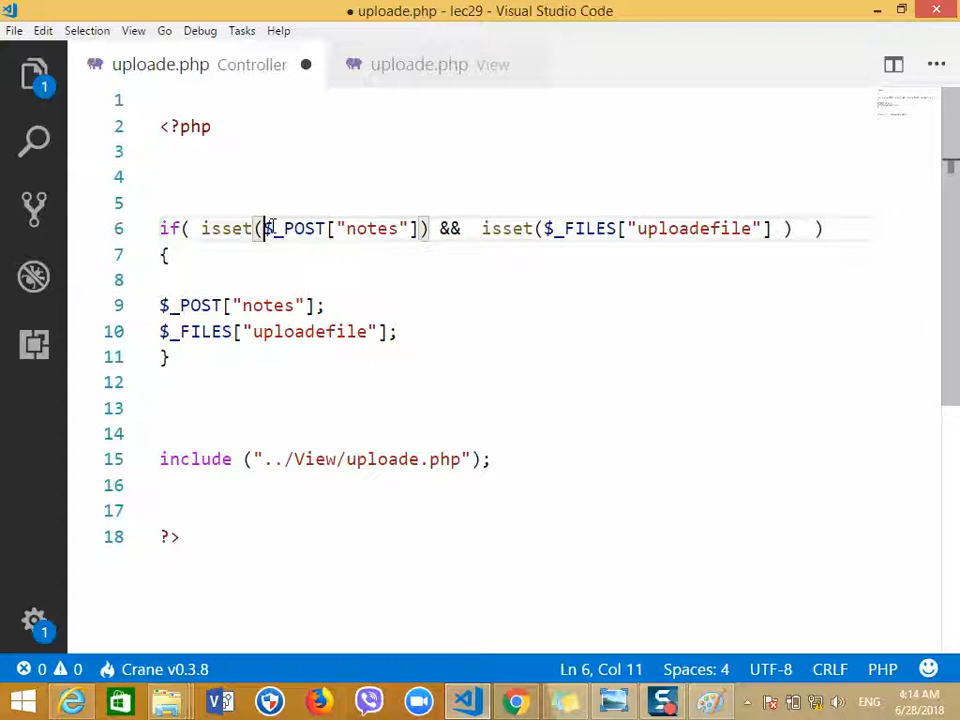 ● uploade.php - lec29 - Visual Studio Code
File Edit Selection View Go Debug Tasks Help
uploade.php Controller ● uploade.php View
1
1
2 <?php
3
4
5
6 if( isset($_POST["notes"]) && isset($_FILES["uploadefile"] ) )
7 {
8
9 $_POST["notes"];
10 $_FILES["uploadefile"];
11 }
12
13
14
15 include ("../View/uploade.php");
16
17
18 ?>
1
0 0 Crane v0.3.8 Ln 6, Col 11 Spaces: 4 UTF-8 CRLF PHP
ENG 4:14 AM
6/28/2018